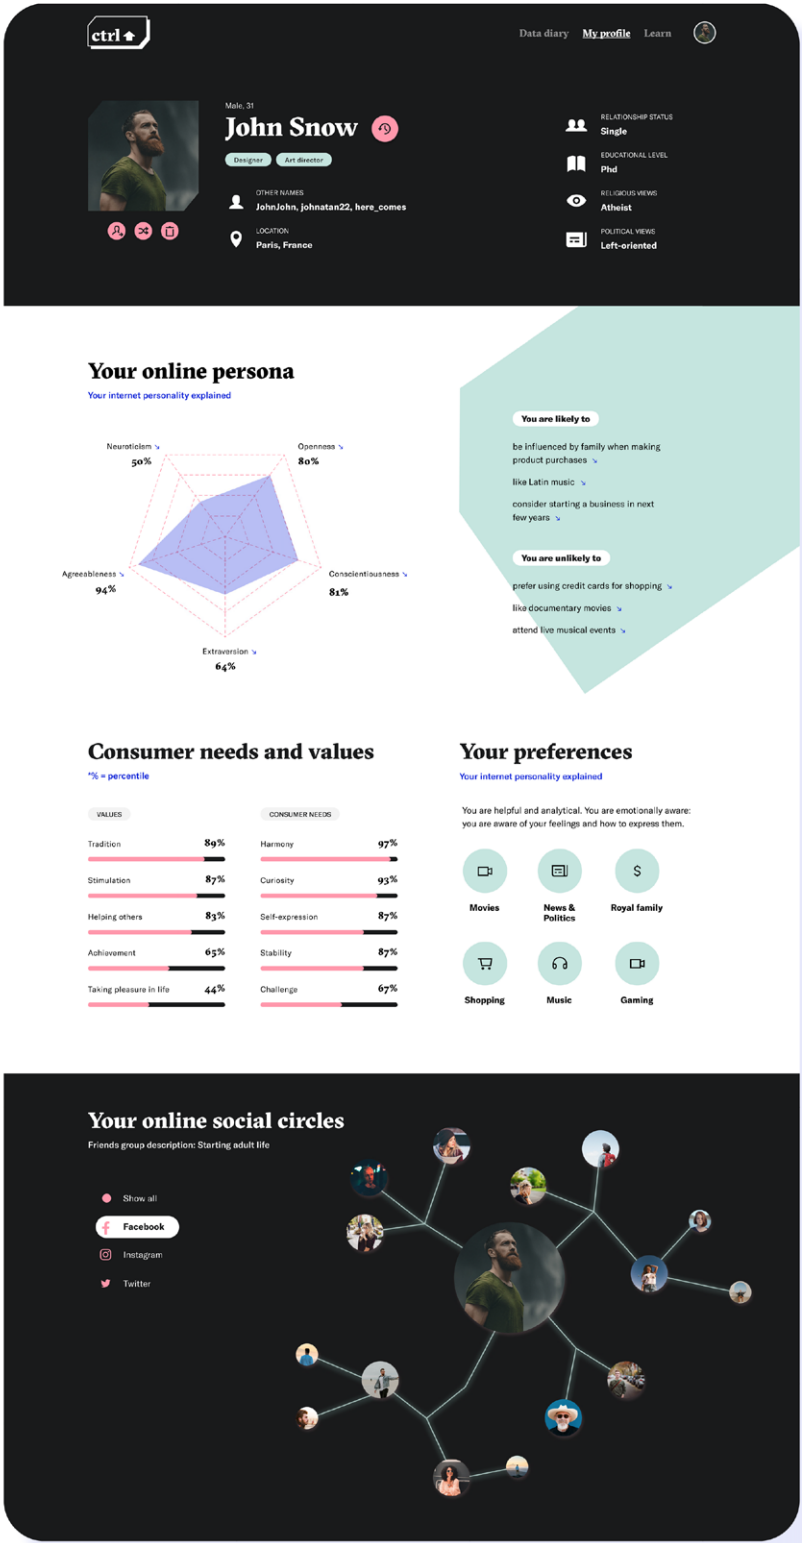 ctrl
Data diary My profile Learn
Male, 31
John Snow
Designer Art director
OTHER NAMES
JohnJohn, johnatan22, here_comes
LOCATION
Paris, France
RELATIONSHIP STATUS
Single
EDUCATIONAL LEVEL
Phd
RELIGIOUS VIEWS
Atheist
POLITICAL VIEWS
Left-oriented
Your online persona
Your internet personality explained
Neuroticism ↘
50%
Openness ↘
80%
Agreeableness ↘
94%
Conscientiousness ↘
81%
Extraversion ↘
64%
You are likely to
be influenced by family when making
product purchases ↘
like Latin music ↘
consider starting a business in next
few years ↘
You are unlikely to
prefer using credit cards for shopping ↘
like documentary movies ↘
attend live musical events ↘
Consumer needs and values
*% = percentile
VALUES
Tradition 89%
Stimulation 87%
Helping others 83%
Achievement 65%
Taking pleasure in life 44%
CONSUMER NEEDS
Harmony 97%
Curiosity 93%
Self-expression 87%
Stability 87%
Challenge 67%
Your preferences
Your internet personality explained
You are helpful and analytical. You are emotionally aware:
you are aware of your feelings and how to express them.
Movies
News &
Politics
Royal family
Shopping
Music
Gaming
Your online social circles
Friends group description: Starting adult life
Show all
Facebook
Instagram
Twitter